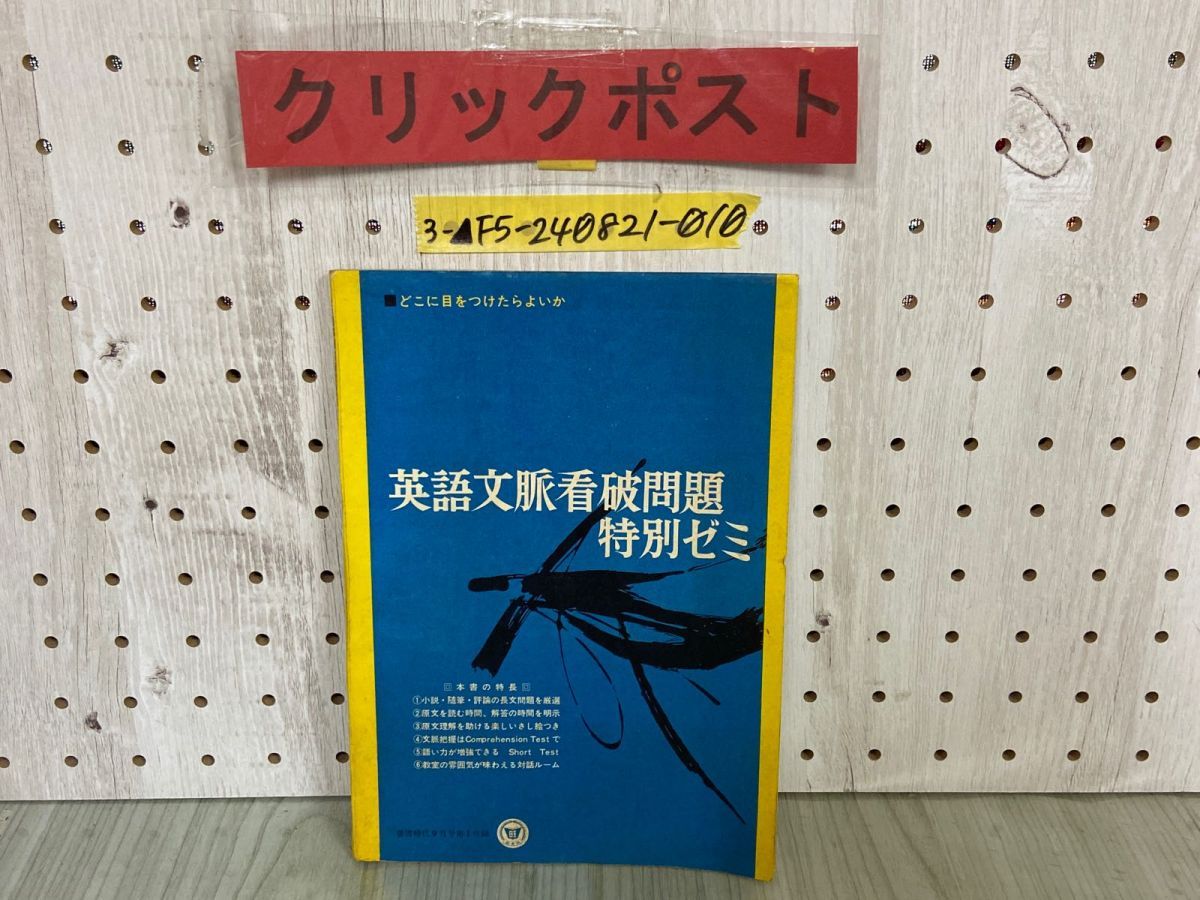 クリックポスト
3-▲F5-240821-010
■どこに目をつけたらよいか
英語文脈看破問題
特別ゼミ
回本書の特長回
①小説・随筆・評論の長文問題を厳選
②原文を読む時間、解答の時間を明示
③原文理解を助ける楽しいさし絵つき
④文脈把握はComprehension Testで
⑤語い力が増強できる Short Test
⑥教室の雰囲気が味わえる対話ルーム